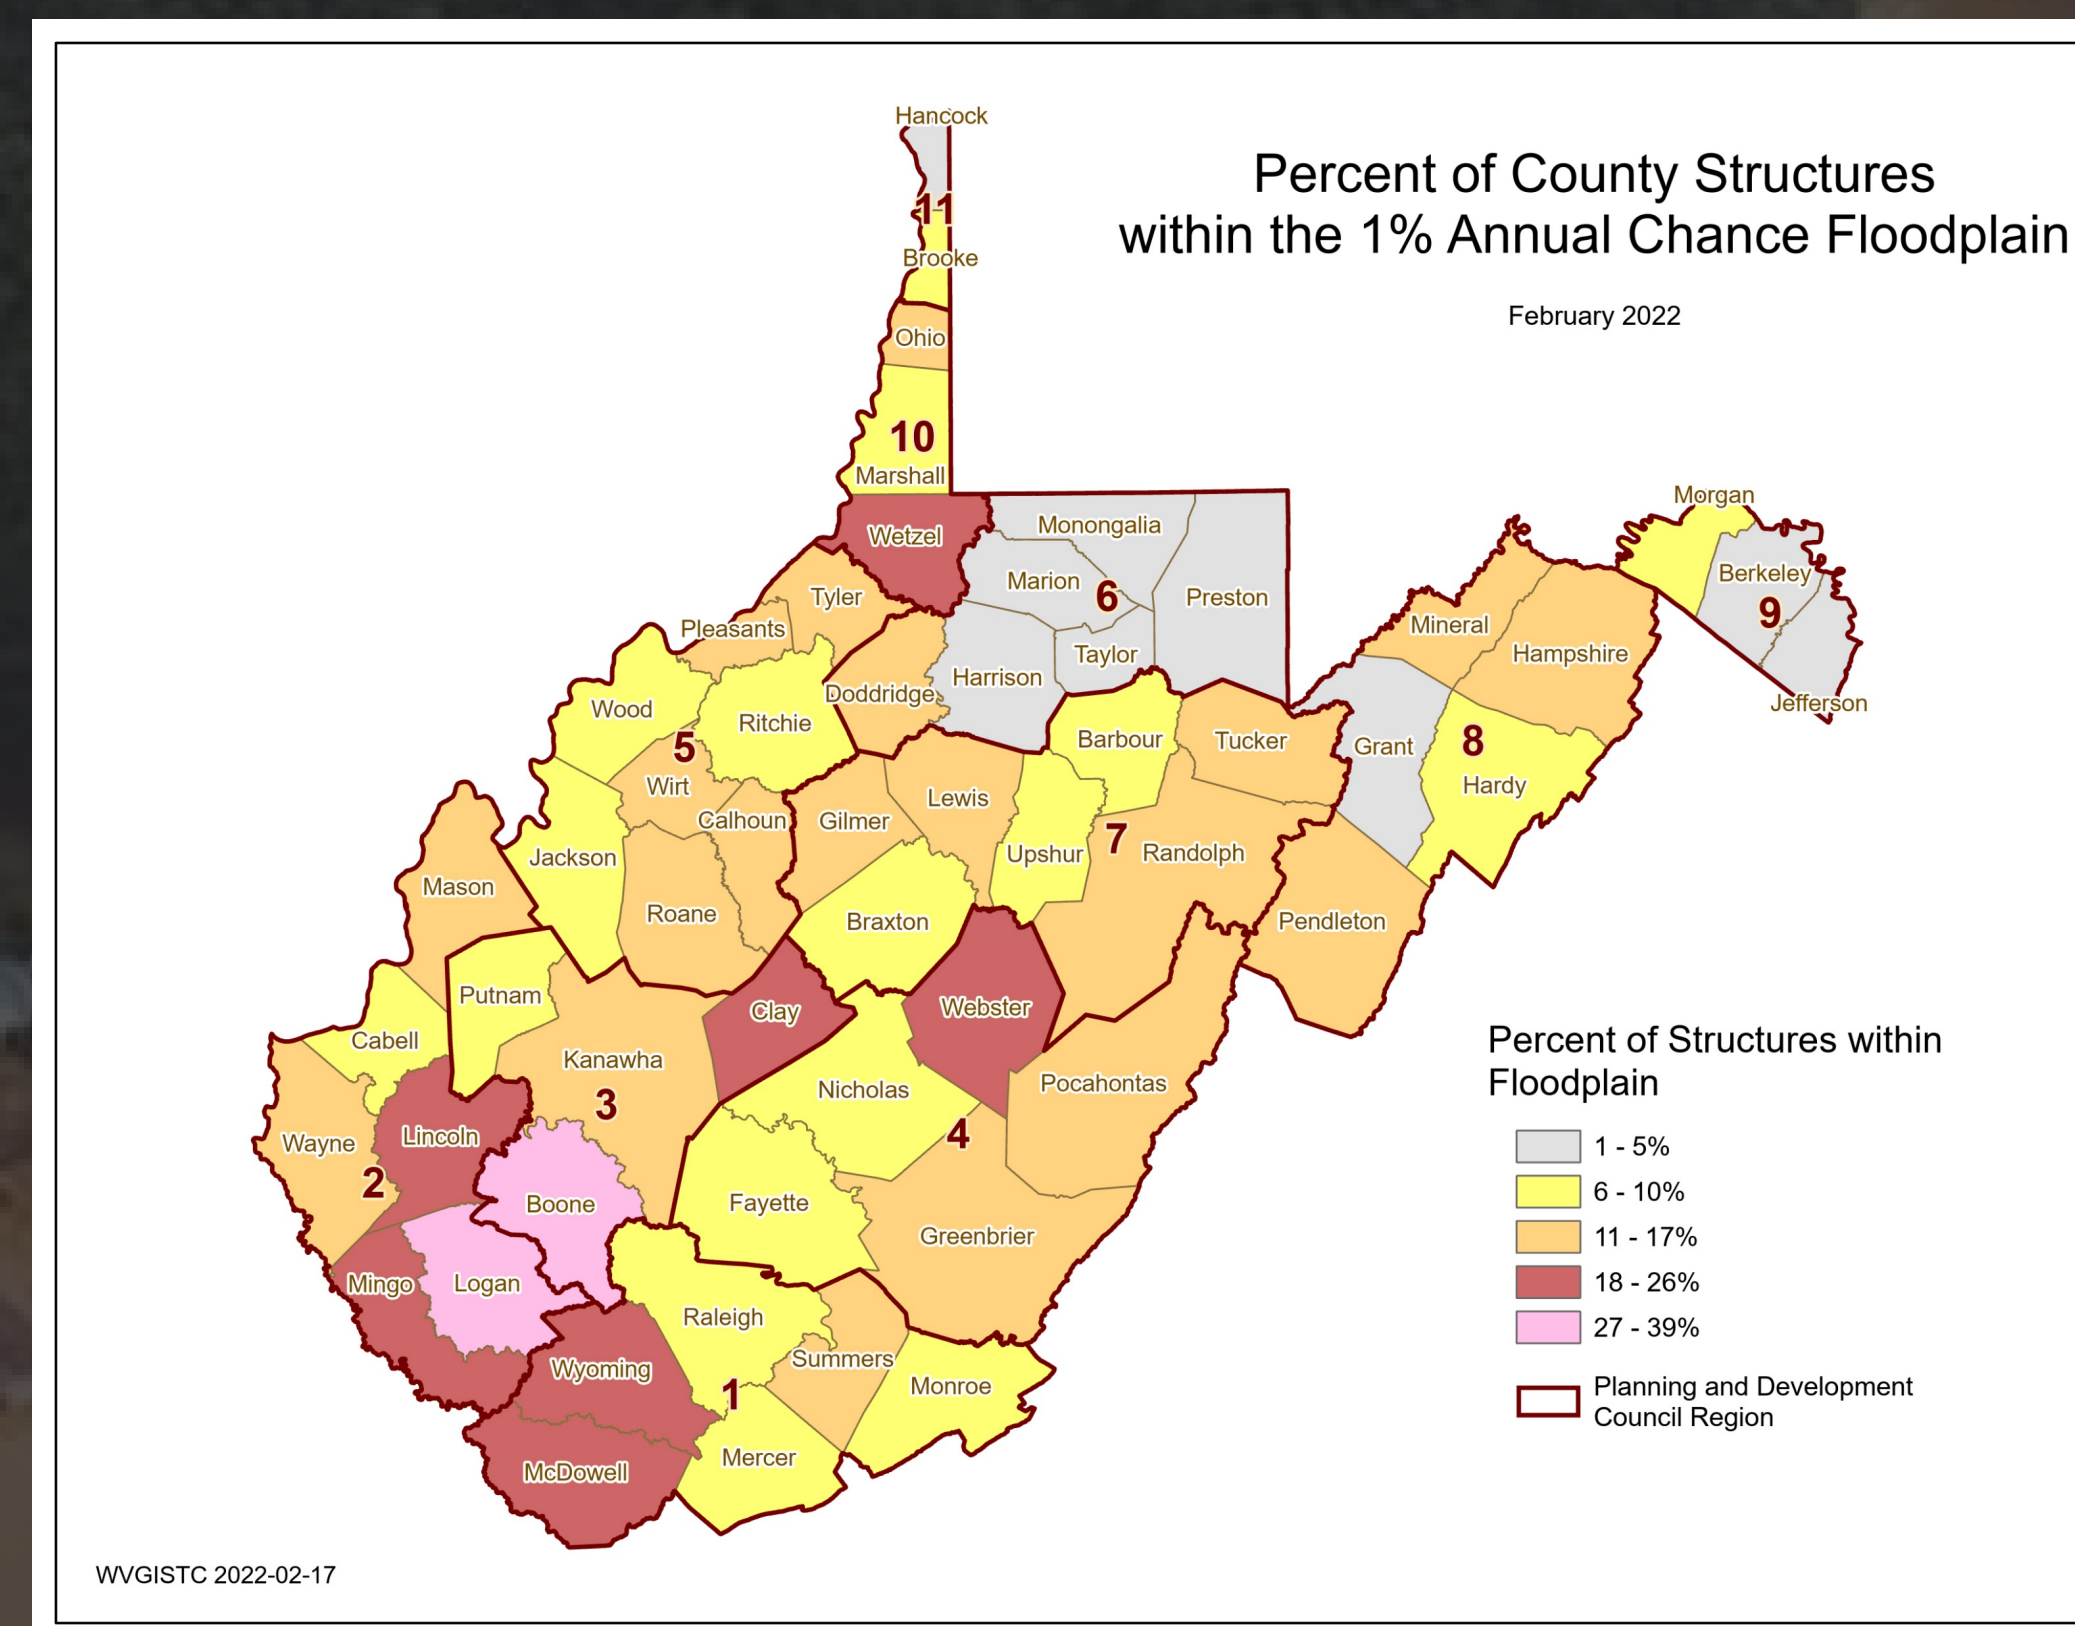 Percent of County Structures
within the 1% Annual Chance Floodplain
February 2022
Hancock
11
Brooke
Ohio
10
Marshall
Wetzel
Monongalia
Marion
6
Preston
Taylor
Harrison
Tyler
Pleasants
Doddridge
Wood
Ritchie
5
Wirt
Calhoun
Jackson
Roane
Mason
Morgan
Berkeley
9
Jefferson
Mineral
Hampshire
Grant
8
Hardy
Pendleton
Barbour
Tucker
Lewis
Gilmer
Upshur
7
Randolph
Braxton
Webster
Clay
Putnam
Cabell
Kanawha
3
Nicholas
Pocahontas
4
Wayne
Lincoln
2
Boone
Fayette
Greenbrier
Mingo
Logan
Raleigh
Summers
Wyoming
1
Monroe
Mercer
McDowell
Percent of Structures within
Floodplain
1 - 5%
6 - 10%
11 - 17%
18 - 26%
27 - 39%
Planning and Development
Council Region
WVGISTC 2022-02-17